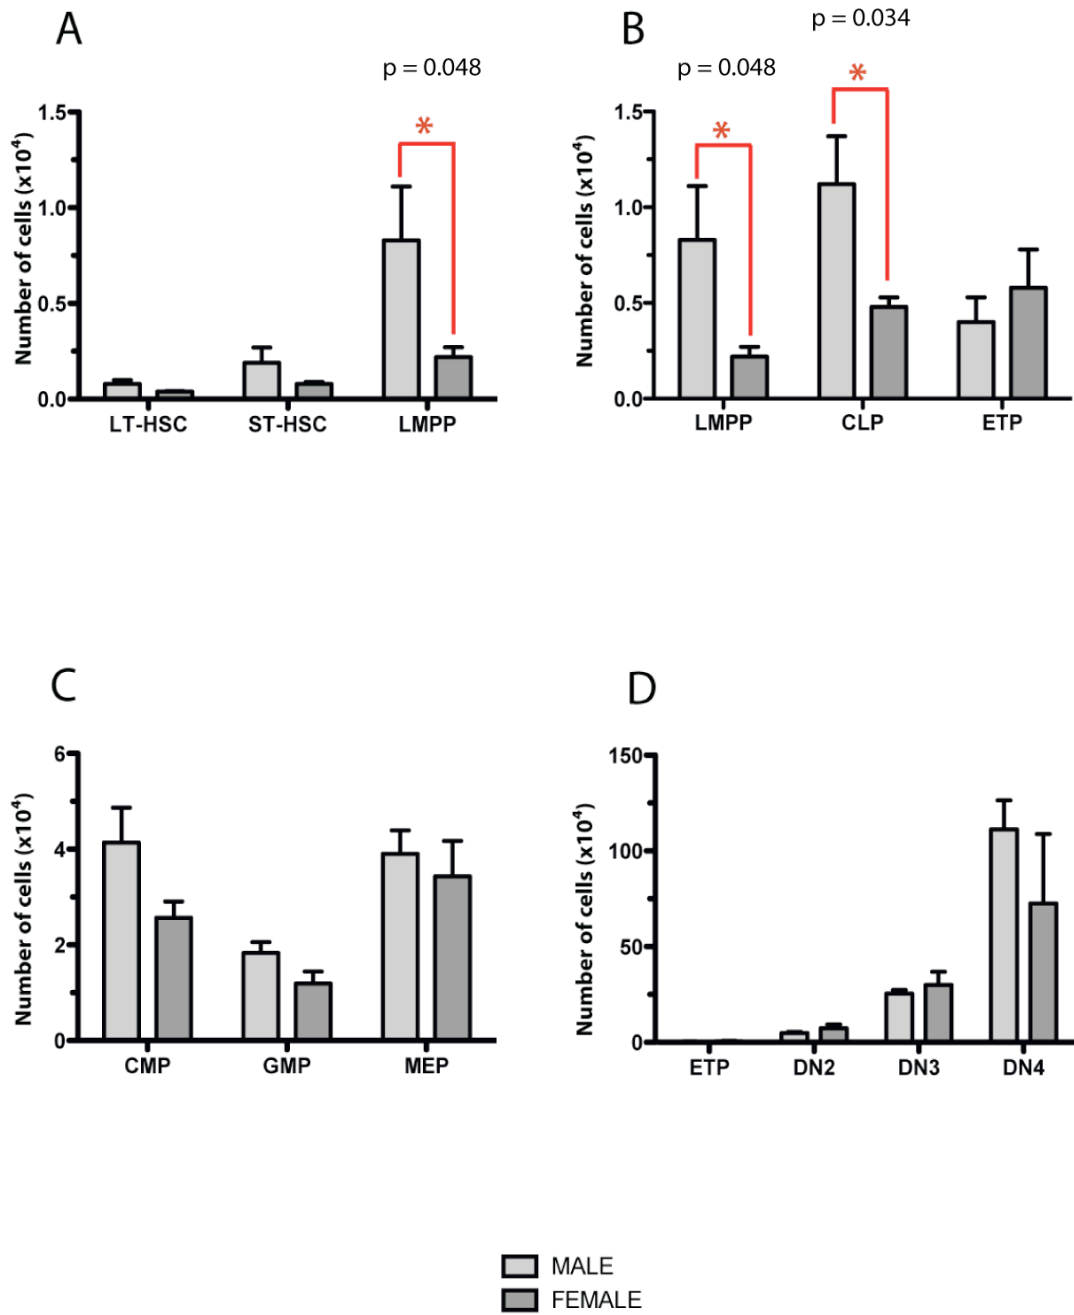 A
p = 0.048
Number of cells (x10⁴)
1.5
1.0
0.5
0.0
*
LT-HSC ST-HSC LMPP
B
p = 0.034
p = 0.048
Number of cells (x10⁴)
1.5
1.0
0.5
0.0
*
*
LMPP CLP ETP
C
Number of cells (x10⁴)
6
4
2
0
CMP GMP MEP
D
Number of cells (x10⁴)
150
100
50
0
ETP DN2 DN3 DN4
MALE
FEMALE